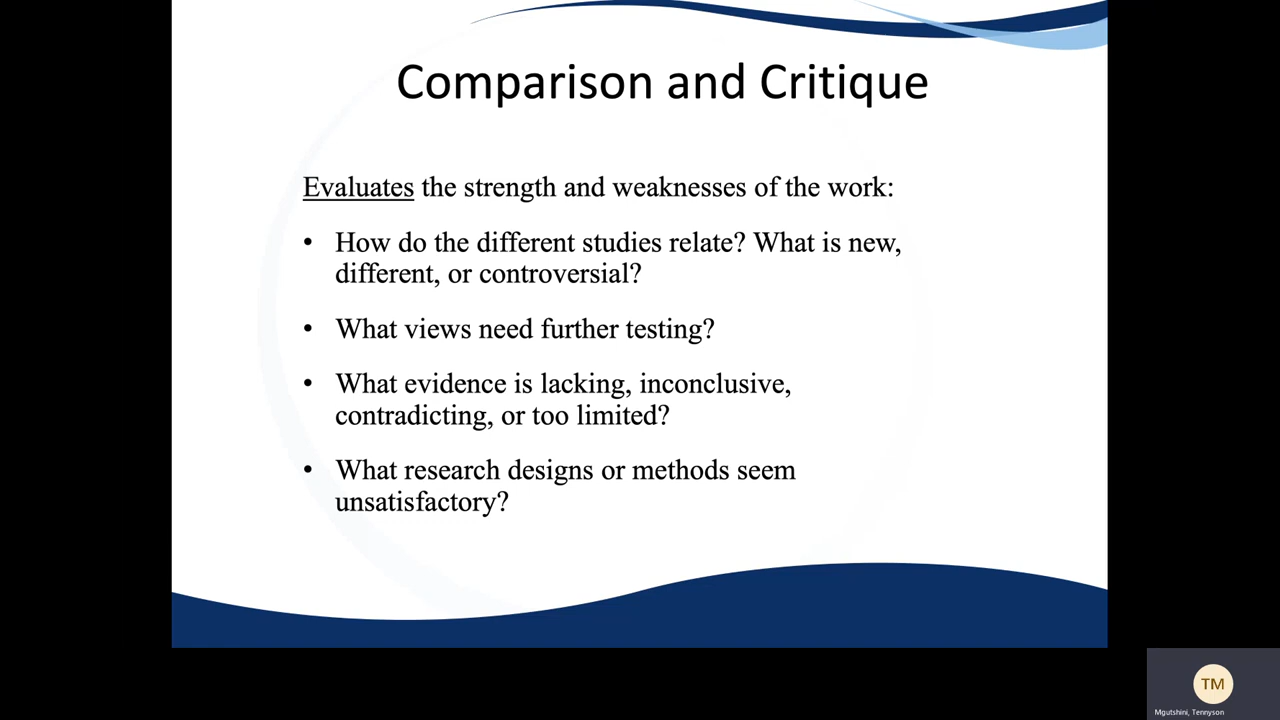 Comparison and Critique
Evaluates the strength and weaknesses of the work:
• How do the different studies relate? What is new,
different, or controversial?
• What views need further testing?
• What evidence is lacking, inconclusive,
contradicting, or too limited?
• What research designs or methods seem
unsatisfactory?
TM
Mgutshini, Tennyson